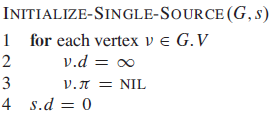 INITIALIZE-SINGLE-SOURCE(G, s)
1 for each vertex v ∈ G.V
2 v.d = ∞
3 v.π = NIL
4 s.d = 0